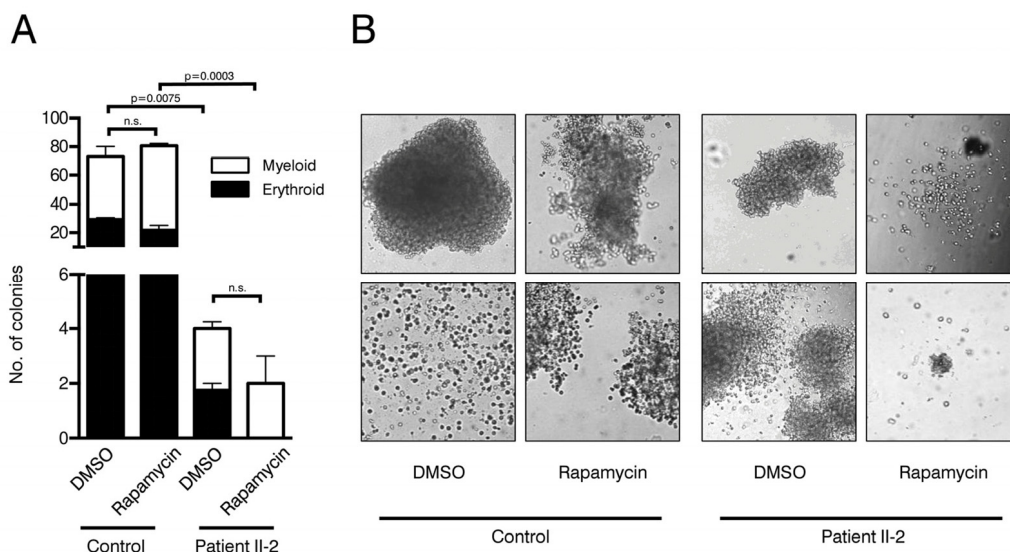 A
B
p=0.0003
p=0.0075
n.s.
100
80
60
40
20
Myeloid
Erythroid
6
4
2
0
n.s.
No. of colonies
DMSO
Rapamycin
DMSO
Rapamycin
Control
Patient II-2
DMSO
Rapamycin
DMSO
Rapamycin
Control
Patient II-2